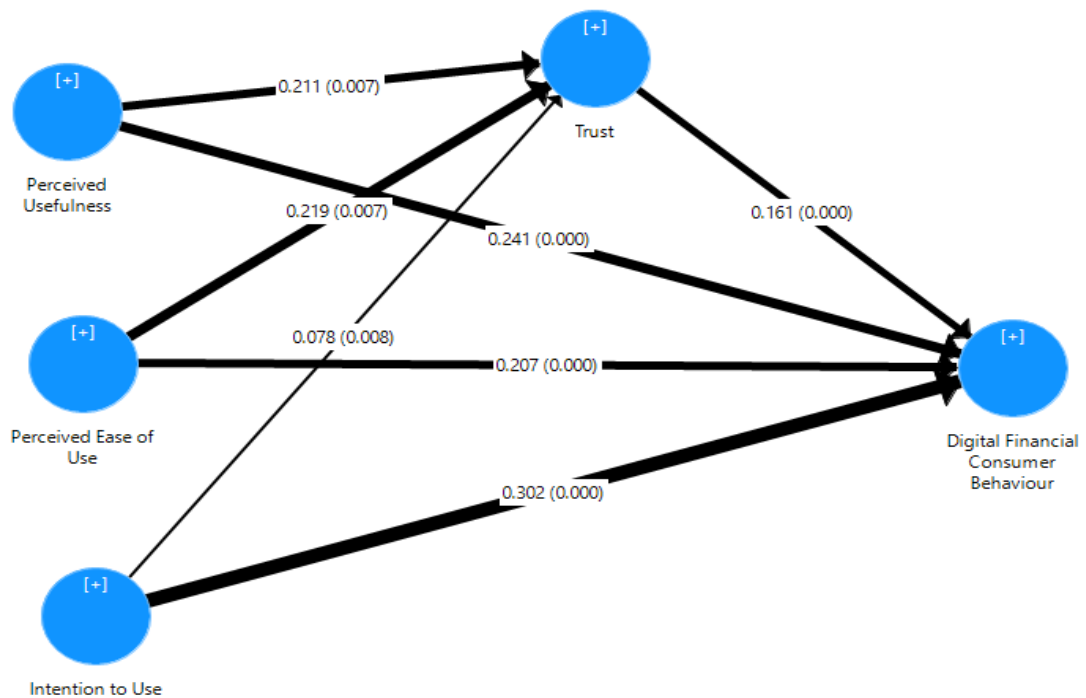 [+]
[+]
0.211 (0.007)
Trust
Perceived
Usefulness
0.219 (0.007)
0.161 (0.000)
0.241 (0.000)
[+]
0.078 (0.008)
[+]
0.207 (0.000)
Perceived Ease of
Use
Digital Financial
Consumer
Behaviour
0.302 (0.000)
[+]
Intention to Use